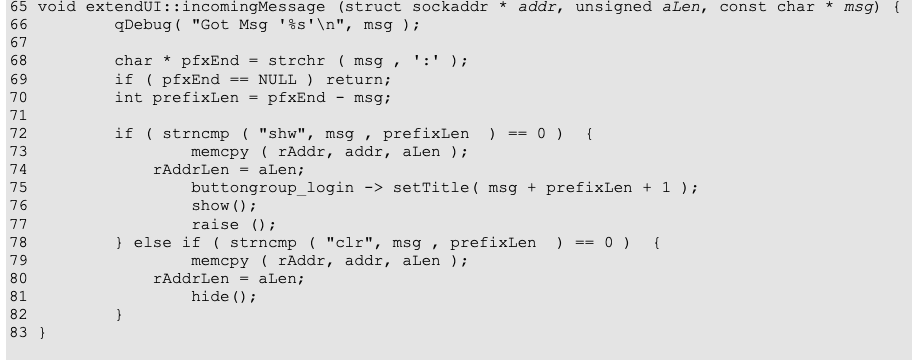 65 void extendUI::incomingMessage (struct sockaddr * addr, unsigned aLen, const char * msg) {
66         qDebug( "Got Msg '%s'\n", msg );
67
68         char * pfxEnd = strchr ( msg , ':' );
69         if ( pfxEnd == NULL ) return;
70         int prefixLen = pfxEnd - msg;
71
72         if ( strncmp ( "shw", msg , prefixLen  ) == 0 )  {
73                 memcpy ( rAddr, addr, aLen );
74             rAddrLen = aLen;
75                 buttongroup_login -> setTitle( msg + prefixLen + 1 );
76                 show();
77                 raise ();
78         } else if ( strncmp ( "clr", msg , prefixLen  ) == 0 )  {
79                 memcpy ( rAddr, addr, aLen );
80             rAddrLen = aLen;
81                 hide();
82         }
83 }